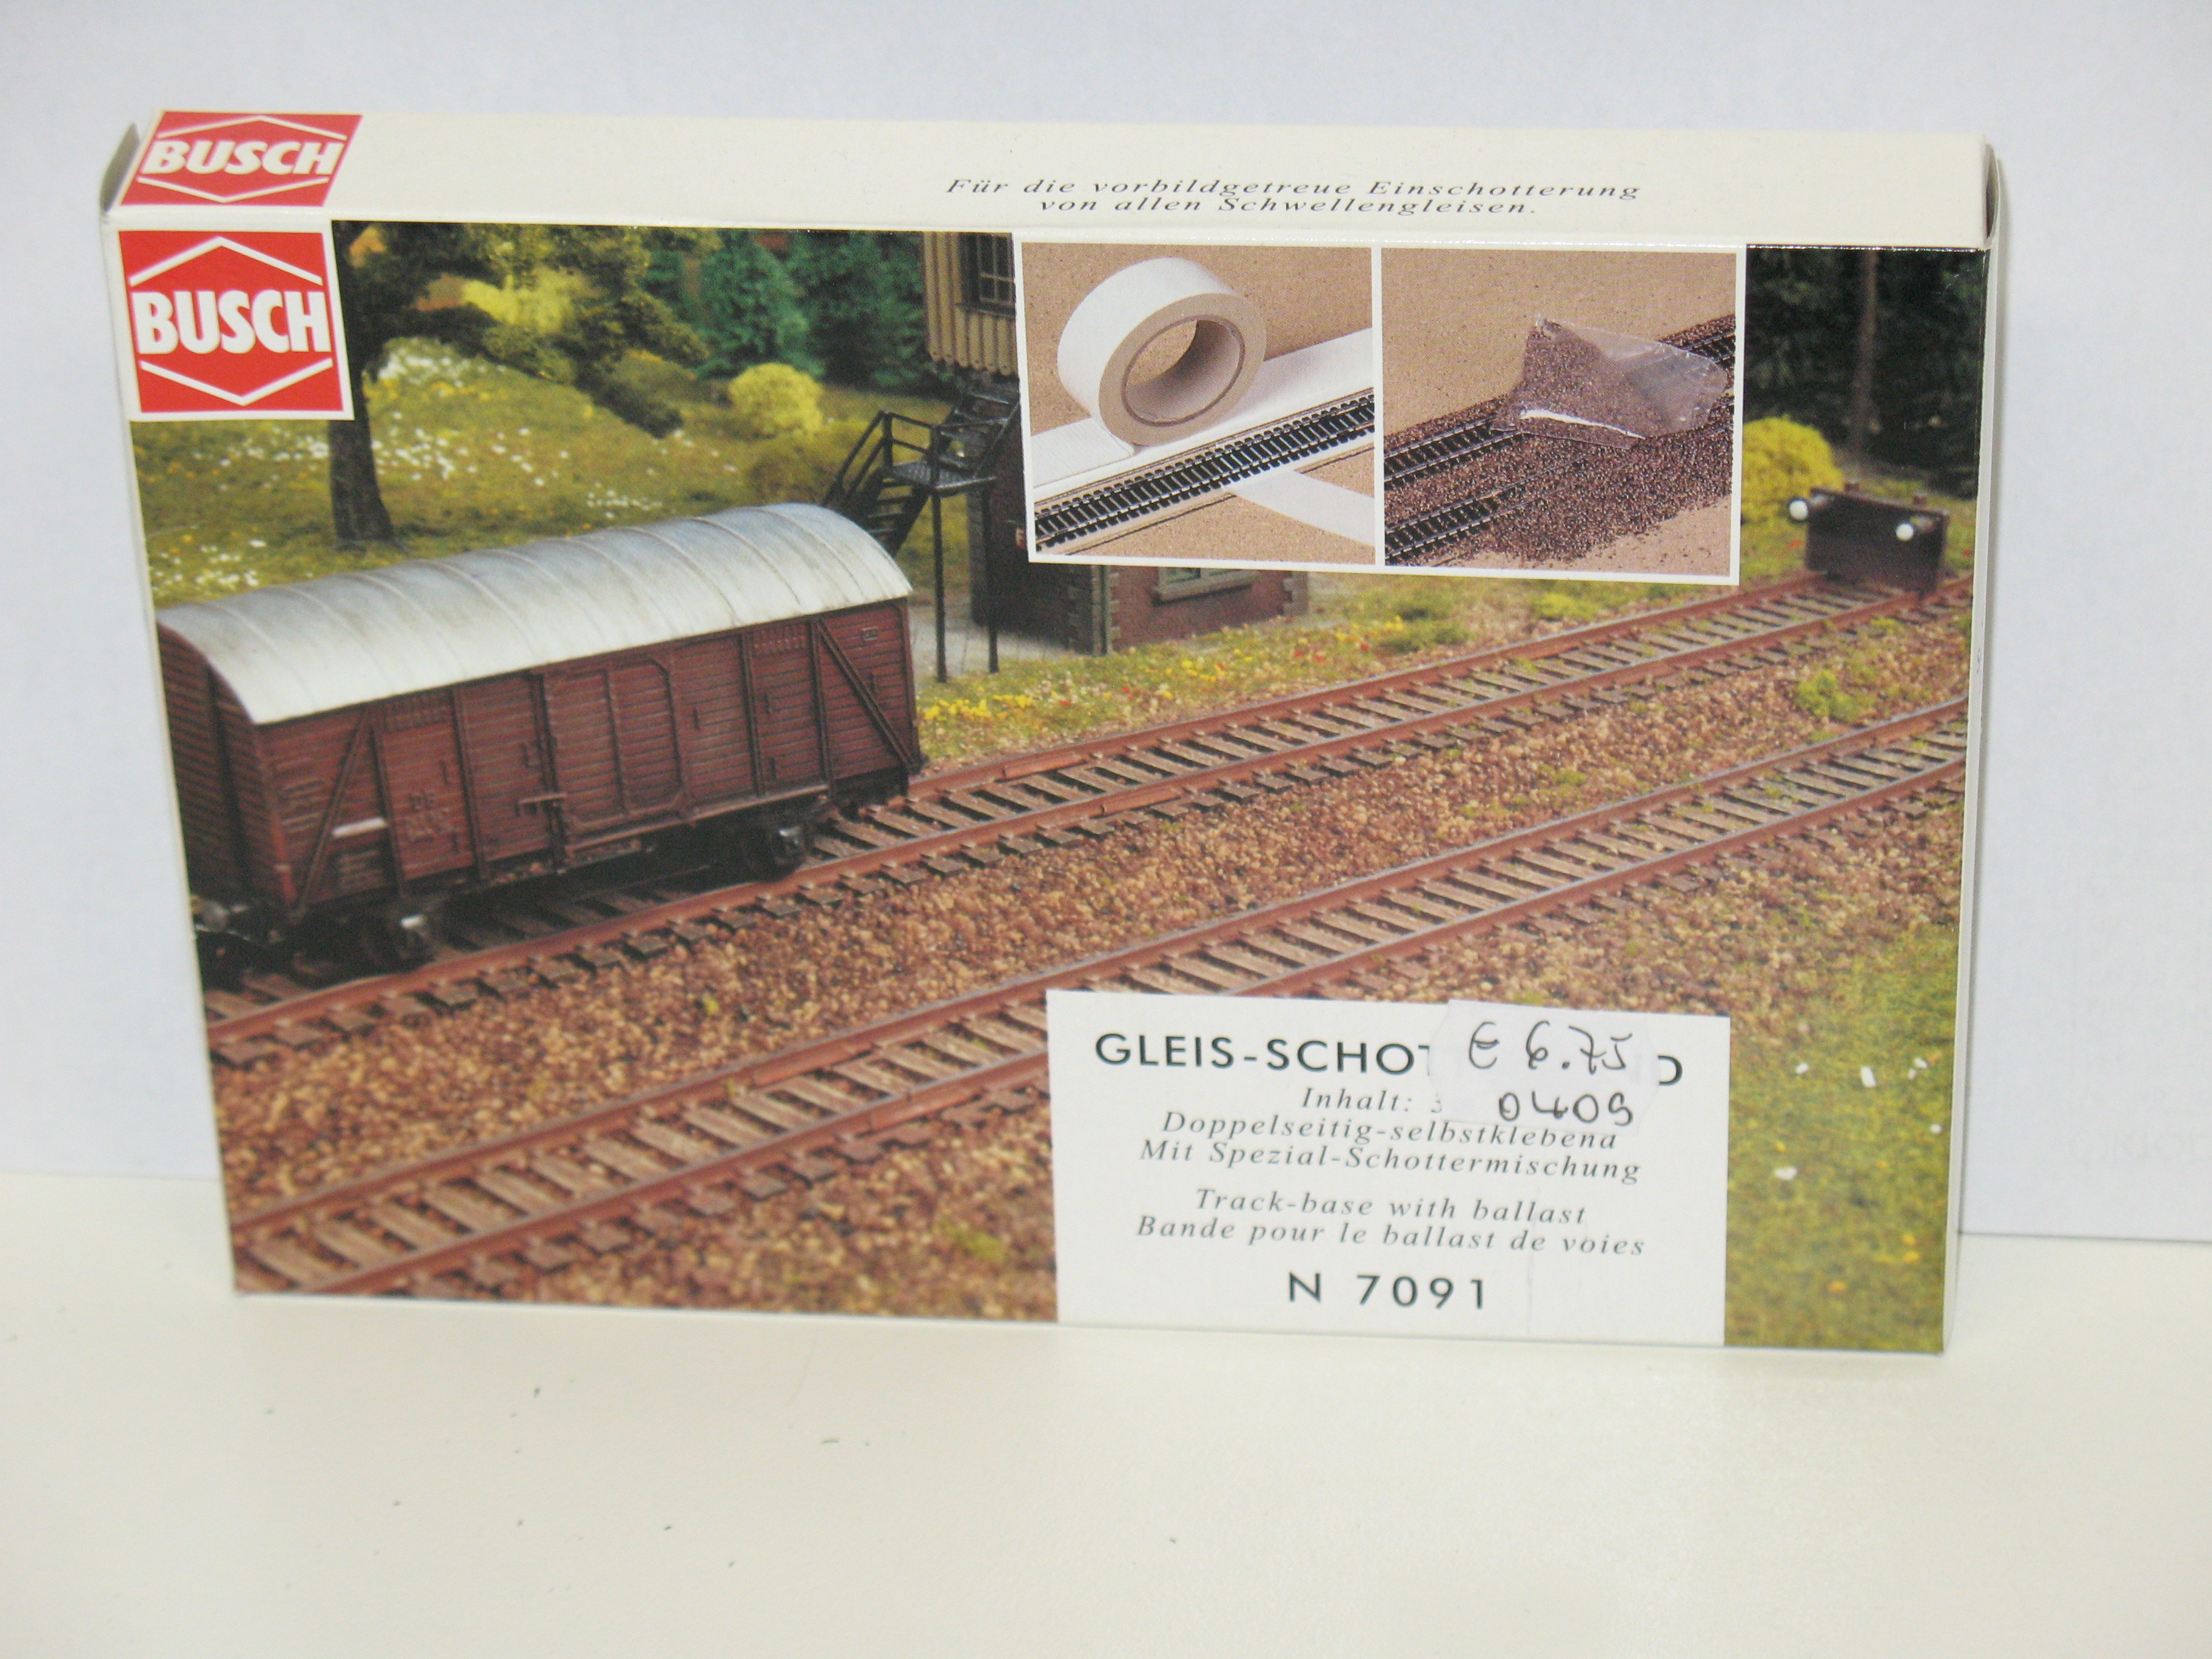 BUSCH
Für die vorbildgetreue Einschotterung
von allen Schwellengleisen.
BUSCH
GLEIS-SCHOT
€ 6.75
0409
Inhalt:
Doppelseitig-selbstklebend
Mit Spezial-Schottermischung
Track-base with ballast
Bande pour le ballast de voies
N 7091